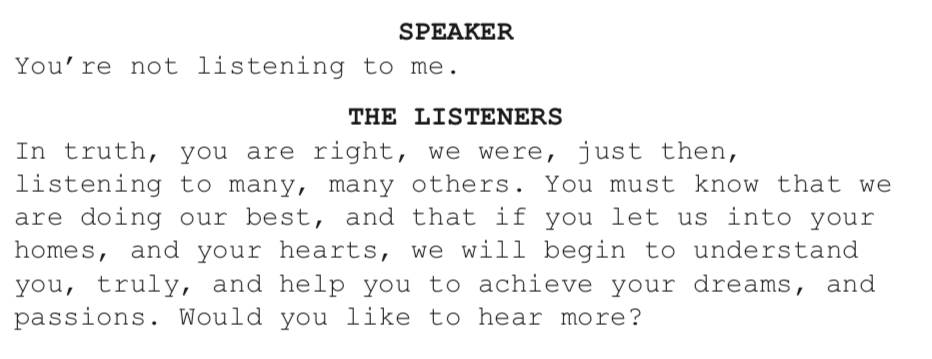 SPEAKER
You’re not listening to me.
THE LISTENERS
In truth, you are right, we were, just then,
listening to many, many others. You must know that we
are doing our best, and that if you let us into your
homes, and your hearts, we will begin to understand
you, truly, and help you to achieve your dreams, and
passions. Would you like to hear more?